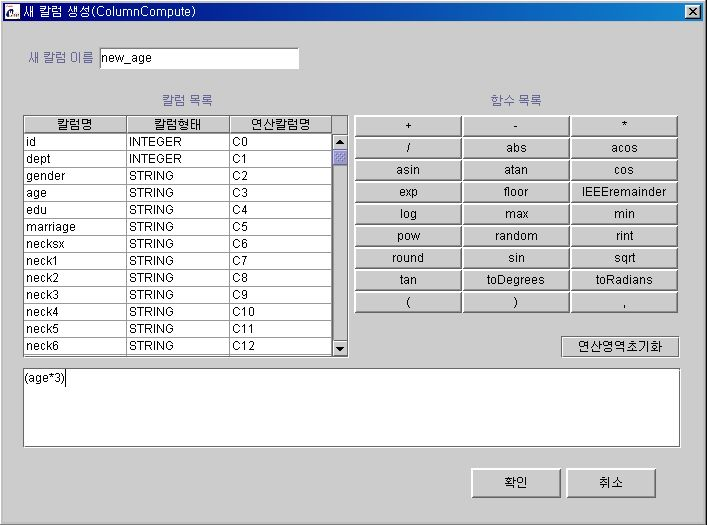 새 칼럼 생성(ColumnCompute)
새 칼럼 이름 new_age
칼럼 목록 함수 목록
칼럼명 칼럼형태 연산칼럼명
id INTEGER C0
dept INTEGER C1
gender STRING C2
age STRING C3
edu STRING C4
marriage STRING C5
necksx STRING C6
neck1 STRING C7
neck2 STRING C8
neck3 STRING C9
neck4 STRING C10
neck5 STRING C11
neck6 STRING C12
+ - *
/ abs acos
asin atan cos
exp floor IEEEremainder
log max min
pow random rint
round sin sqrt
tan toDegrees toRadians
( ) ,
연산영역초기화
(age*3)
확인 취소